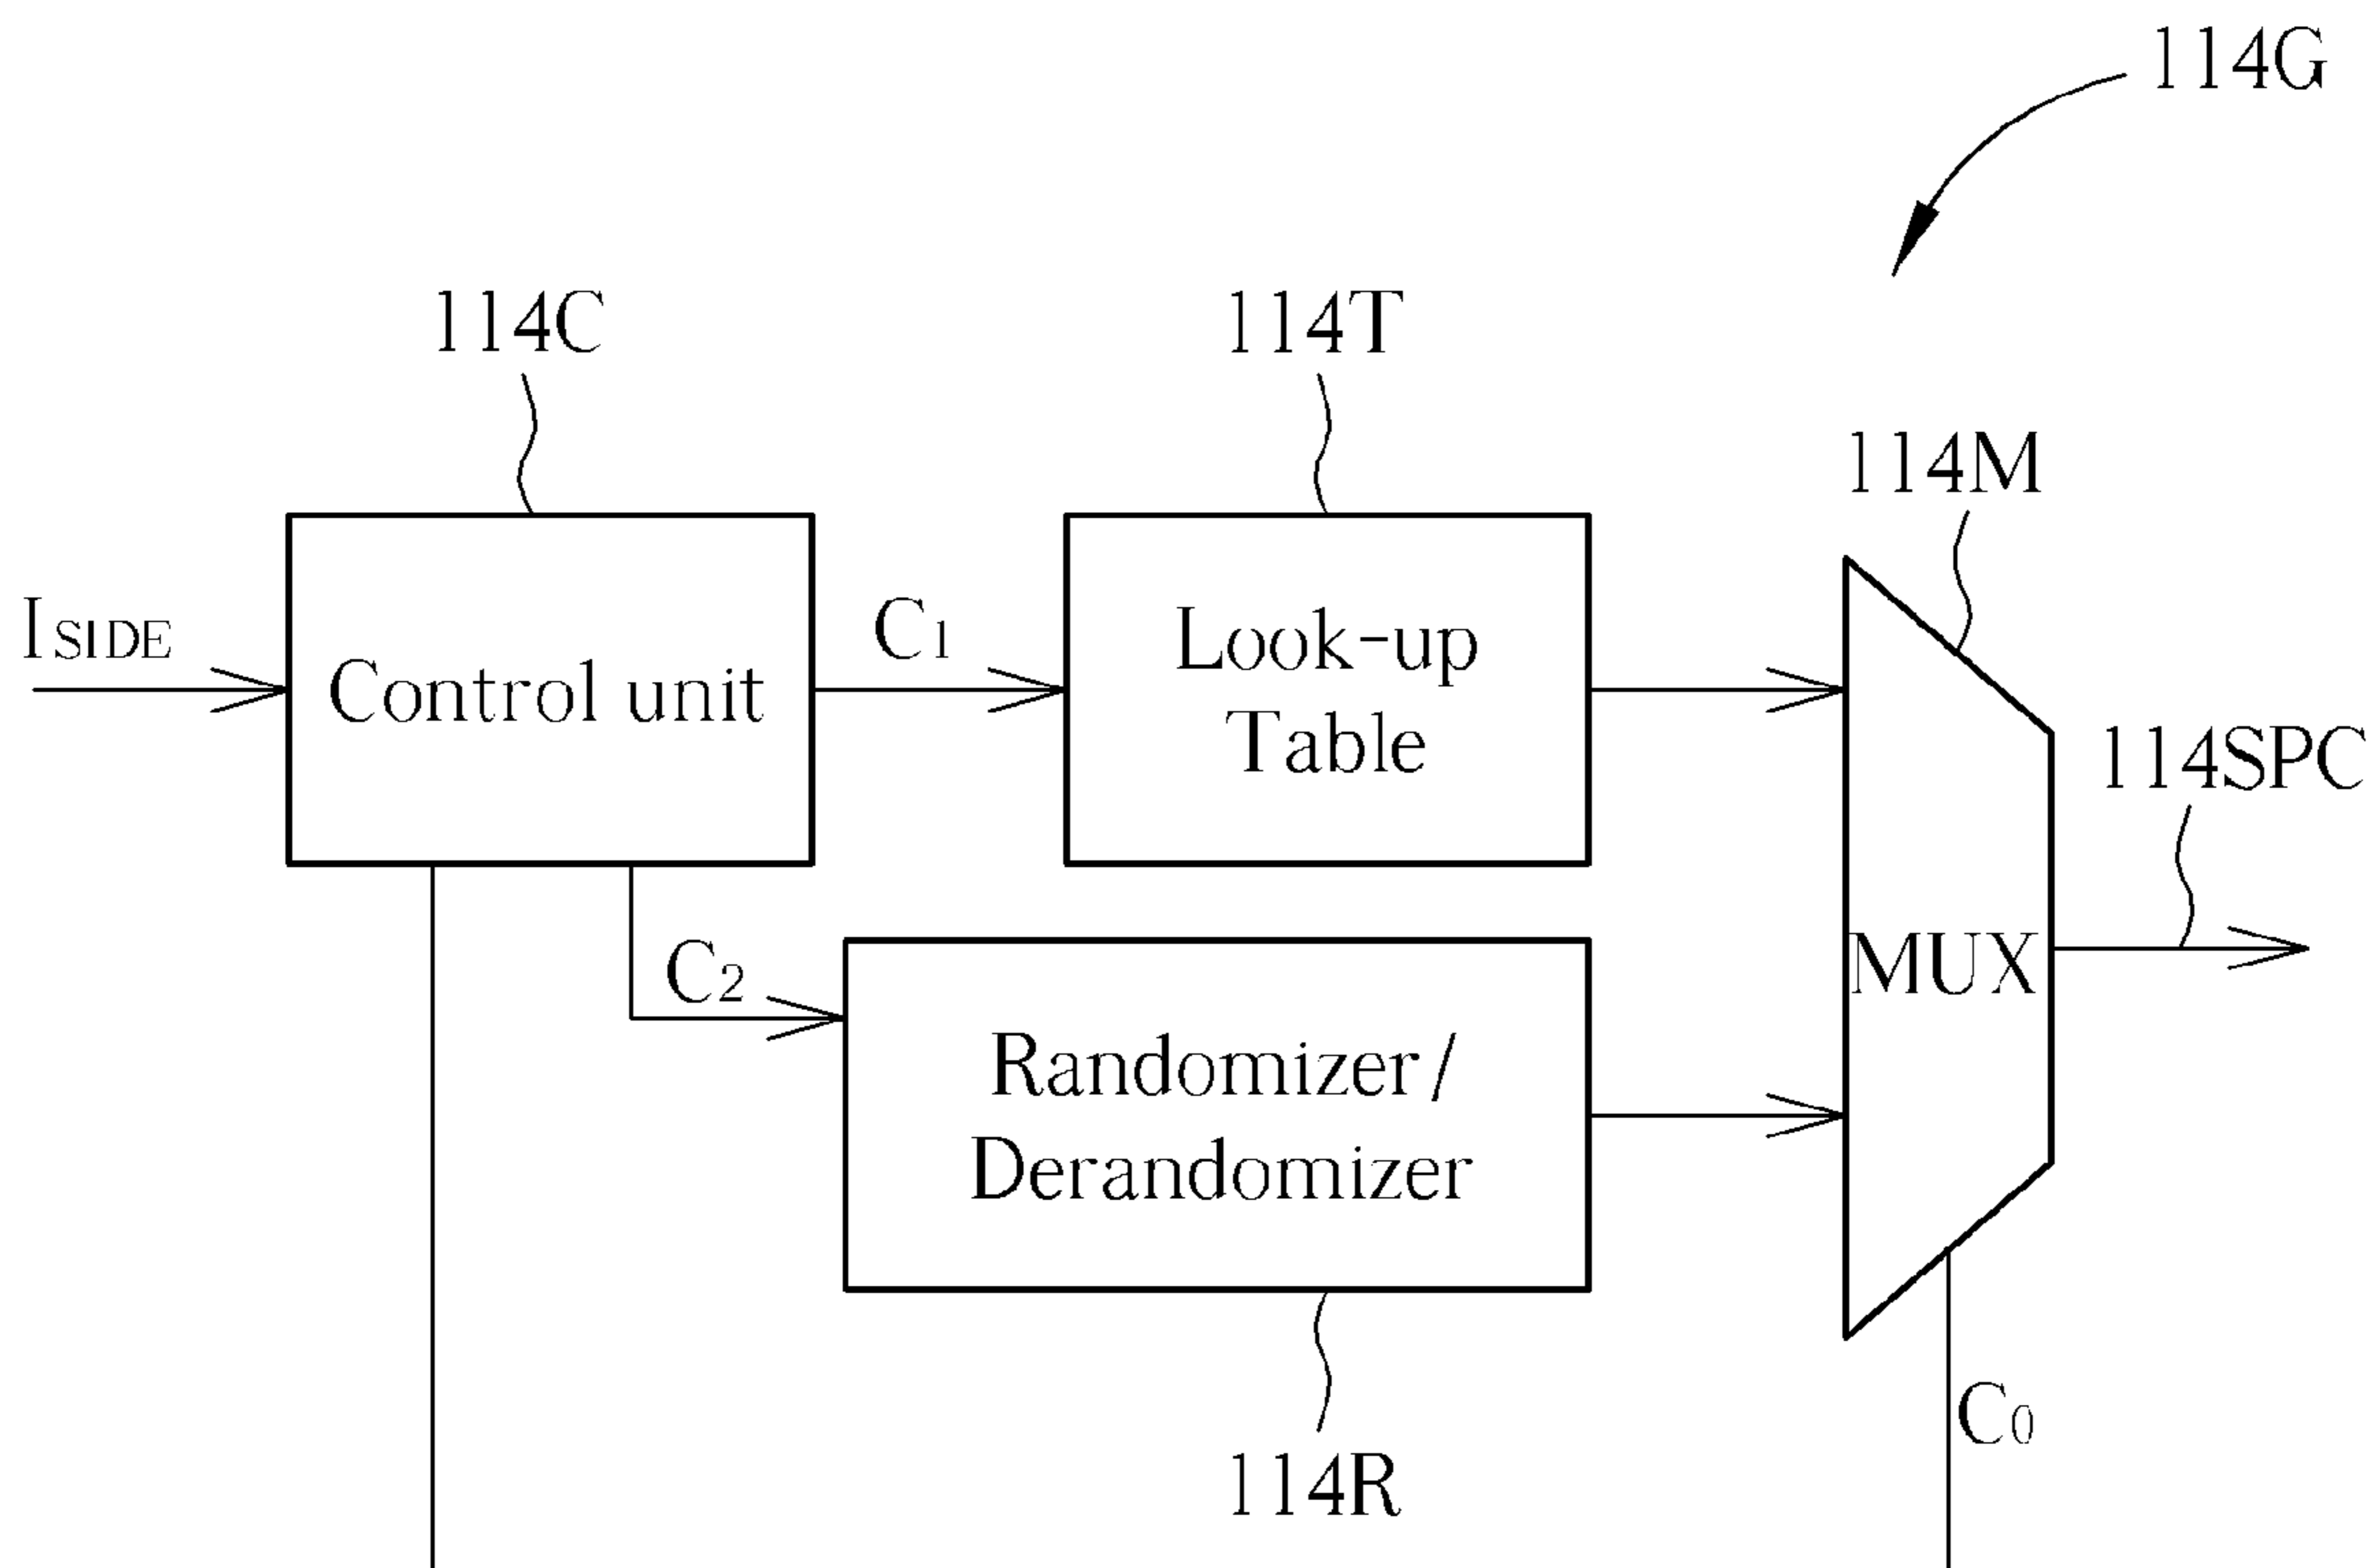 114G
114C
114T
114M
ISIDE
Control unit
C1
Look-up
Table
114SPC
MUX
C2
Randomizer/
Derandomizer
C0
114R